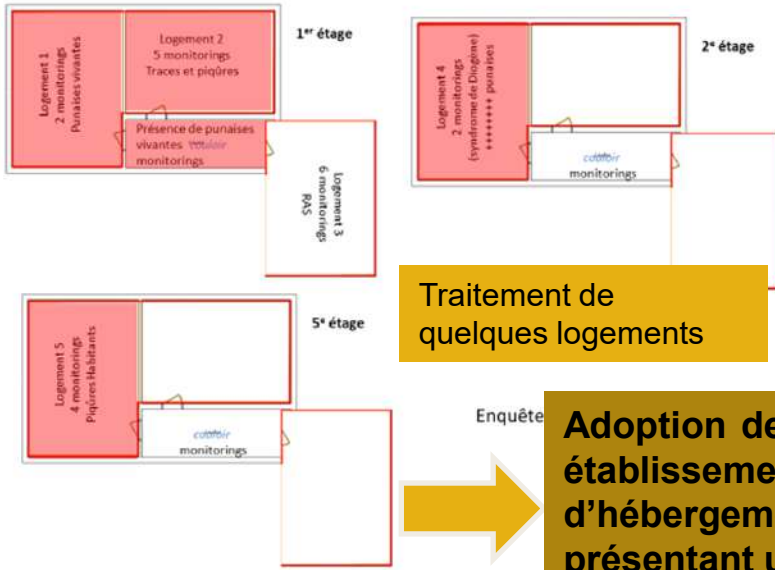 1er étage
Logement 1
2 monitorings
Punaises vivantes
Logement 2
5 monitorings
Traces et piqûres
Présence de punaises
vivantes couloir
monitorings
Logement 3
6 monitorings
RAS
2e étage
Logement 4
2 monitorings
(syndrome de Diogène)
++++++++ punaises
couloir
monitorings
Traitement de
quelques logements
5e étage
Logement 5
4 monitorings
Piqûres Habitants
couloir
monitorings
Enquête
Adoption de
établisseme
d’hébergem
présentant u